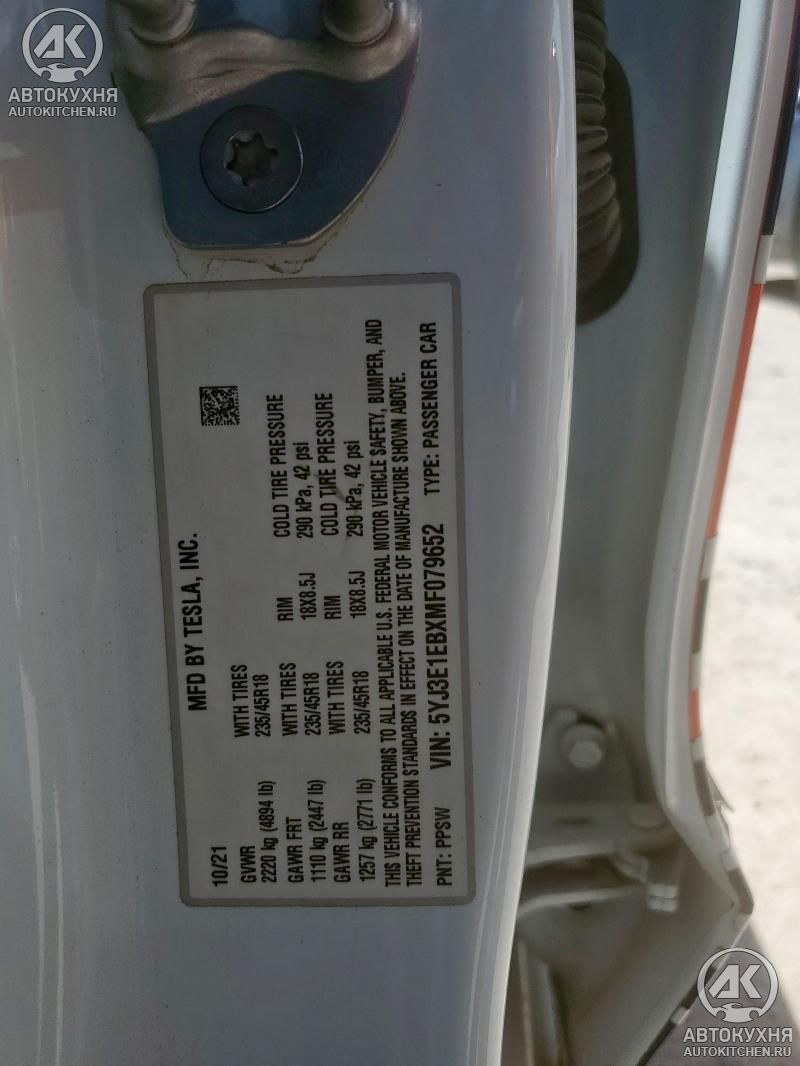 АК
АВТОКУХНЯ
AUTOKITCHEN.RU
MFD BY TESLA, INC.
10/21
GVWR WITH TIRES RIM COLD TIRE PRESSURE
2220 kg (4894 lb) 235/45R18 18X8.5J 290 kPa, 42 psi
GAWR FRT WITH TIRES RIM COLD TIRE PRESSURE
1110 kg (2447 lb) 235/45R18 18X8.5J 290 kPa, 42 psi
GAWR RR WITH TIRES
1257 kg (2771 lb) 235/45R18
THIS VEHICLE CONFORMS TO ALL APPLICABLE U.S. FEDERAL MOTOR VEHICLE SAFETY, BUMPER, AND
THEFT PREVENTION STANDARDS IN EFFECT ON THE DATE OF MANUFACTURE SHOWN ABOVE.
PNT: PPSW VIN: 5YJ3E1EBXMF079652 TYPE: PASSENGER CAR
АК
АВТОКУХНЯ
AUTOKITCHEN.RU